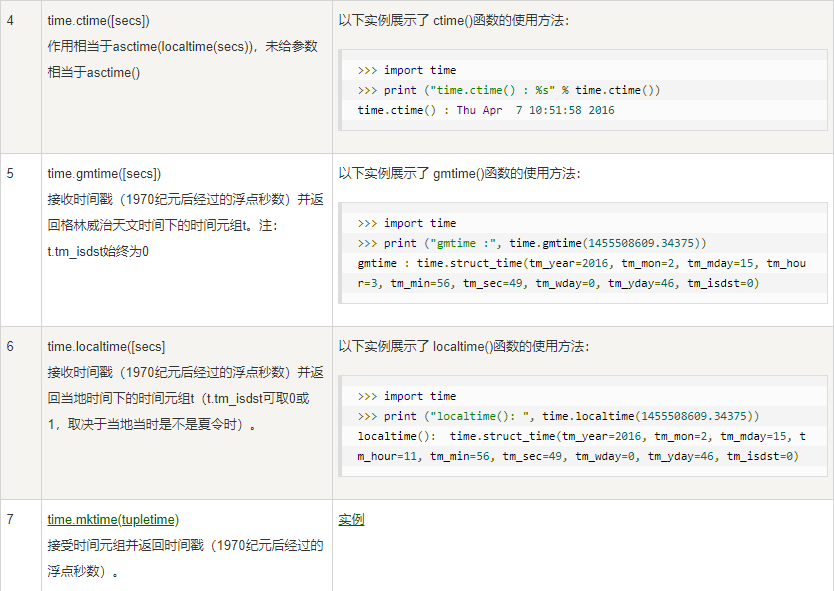 4
time.ctime([secs])
作用相当于asctime(localtime(secs))，未给参数
相当于asctime()
以下实例展示了 ctime()函数的使用方法：
>>> import time
>>> print ("time.ctime() : %s" % time.ctime())
time.ctime() : Thu Apr  7 10:51:58 2016
5
time.gmtime([secs])
接收时间戳（1970纪元后经过的浮点秒数）并返
回格林威治天文时间下的时间元组t。注：
t.tm_isdst始终为0
以下实例展示了 gmtime()函数的使用方法：
>>> import time
>>> print ("gmtime :", time.gmtime(1455508609.34375))
gmtime : time.struct_time(tm_year=2016, tm_mon=2, tm_mday=15, tm_hou
r=3, tm_min=56, tm_sec=49, tm_wday=0, tm_yday=46, tm_isdst=0)
6
time.localtime([secs]
接收时间戳（1970纪元后经过的浮点秒数）并返
回当地时间下的时间元组t（t.tm_isdst可取0或
1，取决于当地当时是不是夏令时）。
以下实例展示了 localtime()函数的使用方法：
>>> import time
>>> print ("localtime(): ", time.localtime(1455508609.34375))
localtime():  time.struct_time(tm_year=2016, tm_mon=2, tm_mday=15, t
m_hour=11, tm_min=56, tm_sec=49, tm_wday=0, tm_yday=46, tm_isdst=0)
7
time.mktime(tupletime)
接受时间元组并返回时间戳（1970纪元后经过的
浮点秒数）。
实例